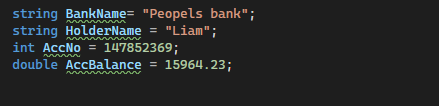 string BankName= "Peopels bank";
string HolderName = "Liam";
int AccNo = 147852369;
double AccBalance = 15964.23;